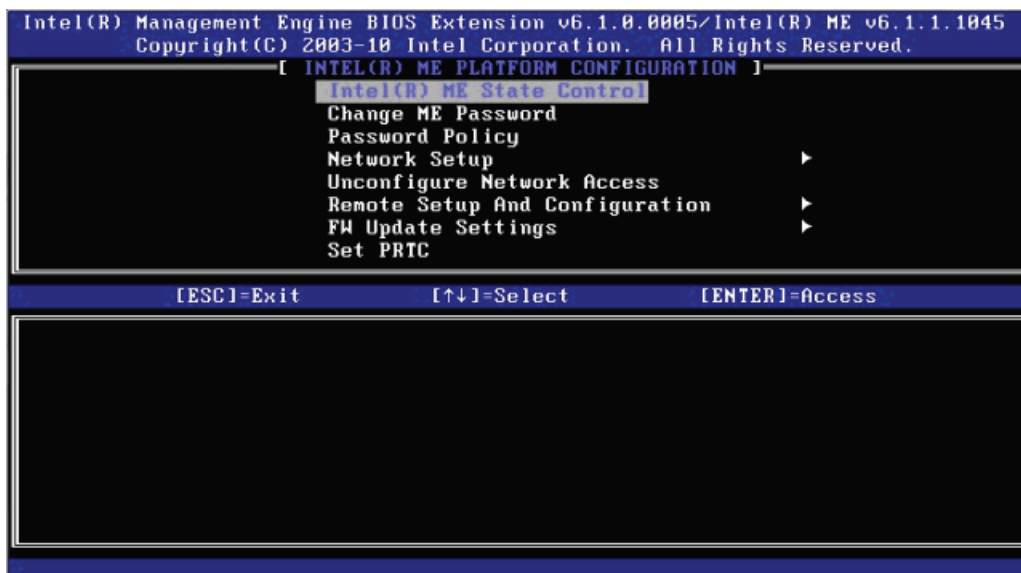 Intel(R) Management Engine BIOS Extension v6.1.0.0005/Intel(R) ME v6.1.1.1045
Copyright(C) 2003-10 Intel Corporation. All Rights Reserved.
[ INTEL(R) ME PLATFORM CONFIGURATION ]
Intel(R) ME State Control
Change ME Password
Password Policy
Network Setup ►
Unconfigure Network Access
Remote Setup And Configuration ►
FW Update Settings ►
Set PRTC
[ESC]=Exit [↑↓]=Select [ENTER]=Access